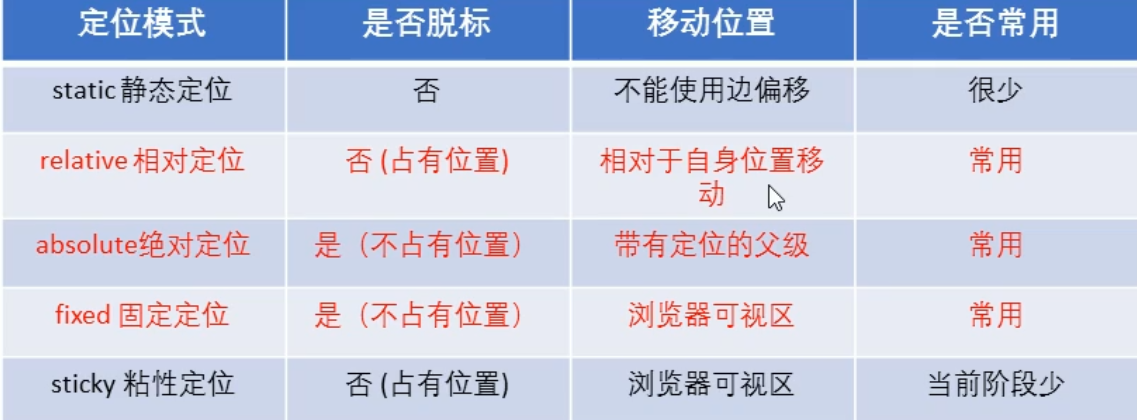 定位模式 是否脱标 移动位置 是否常用
static 静态定位 否 不能使用边偏移 很少
relative 相对定位 否 (占有位置) 相对于自身位置移 常用
动
absolute绝对定位 是（不占有位置） 带有定位的父级 常用
fixed 固定定位 是（不占有位置） 浏览器可视区 常用
sticky 粘性定位 否 (占有位置) 浏览器可视区 当前阶段少